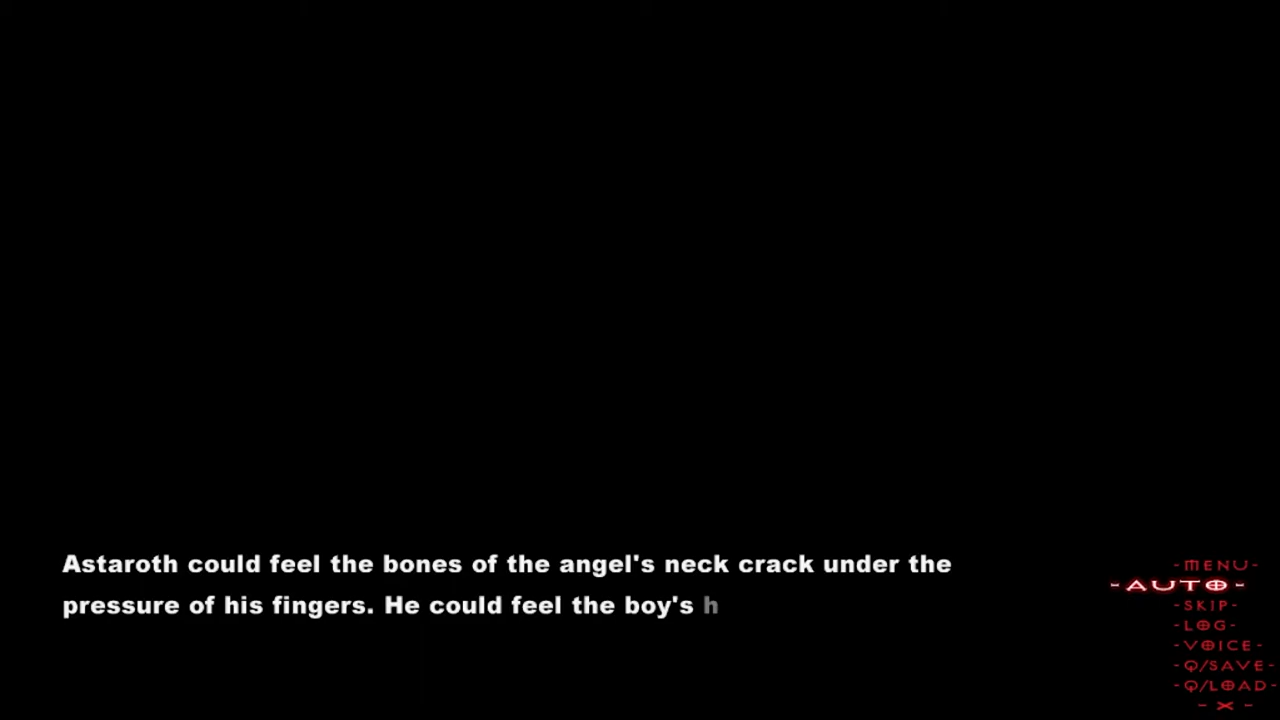 Astaroth could feel the bones of the angel's neck crack under the
pressure of his fingers. He could feel the boy's h
-MENU-
-AUTO-
-SKIP-
-LOG-
-VOICE-
-Q/SAVE-
-Q/LOAD-
-X-